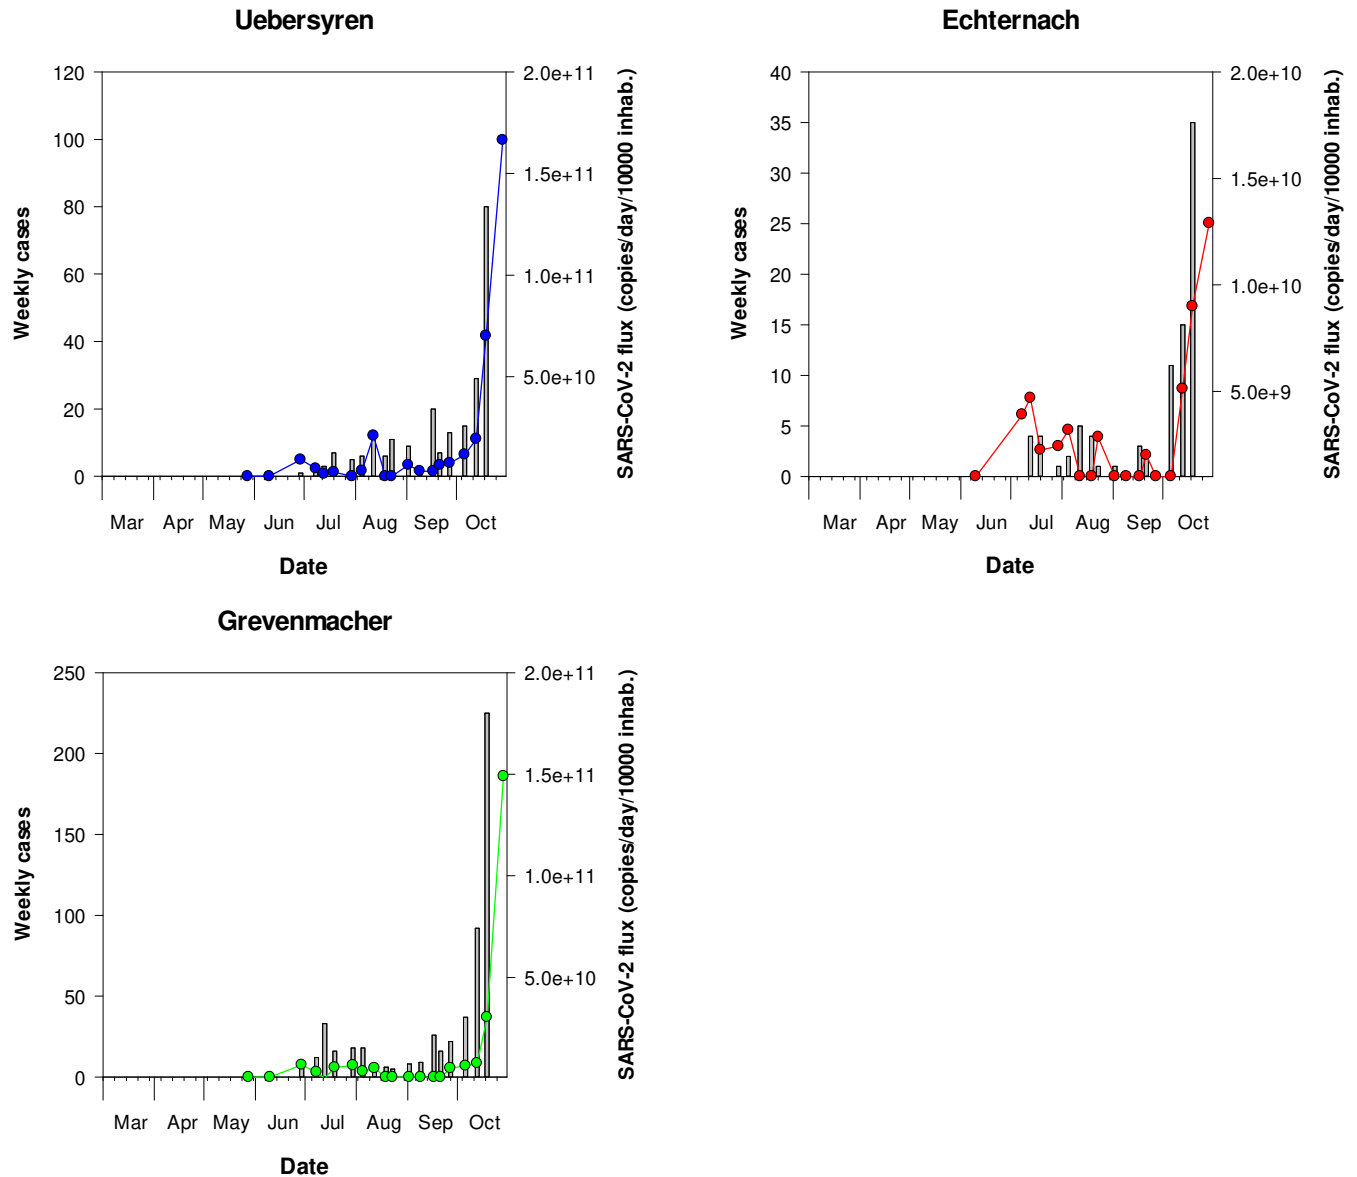 Uebersyren
120
100
80
60
40
20
0
Weekly cases
2.0e+11
1.5e+11
1.0e+11
5.0e+10
SARS-CoV-2 flux (copies/day/10000 inhab.)
Mar Apr May Jun Jul Aug Sep Oct
Date
Echternach
40
35
30
25
20
15
10
5
0
Weekly cases
2.0e+10
1.5e+10
1.0e+10
5.0e+9
SARS-CoV-2 flux (copies/day/10000 inhab.)
Mar Apr May Jun Jul Aug Sep Oct
Date
Grevenmacher
250
200
150
100
50
0
Weekly cases
2.0e+11
1.5e+11
1.0e+11
5.0e+10
SARS-CoV-2 flux (copies/day/10000 inhab.)
Mar Apr May Jun Jul Aug Sep Oct
Date